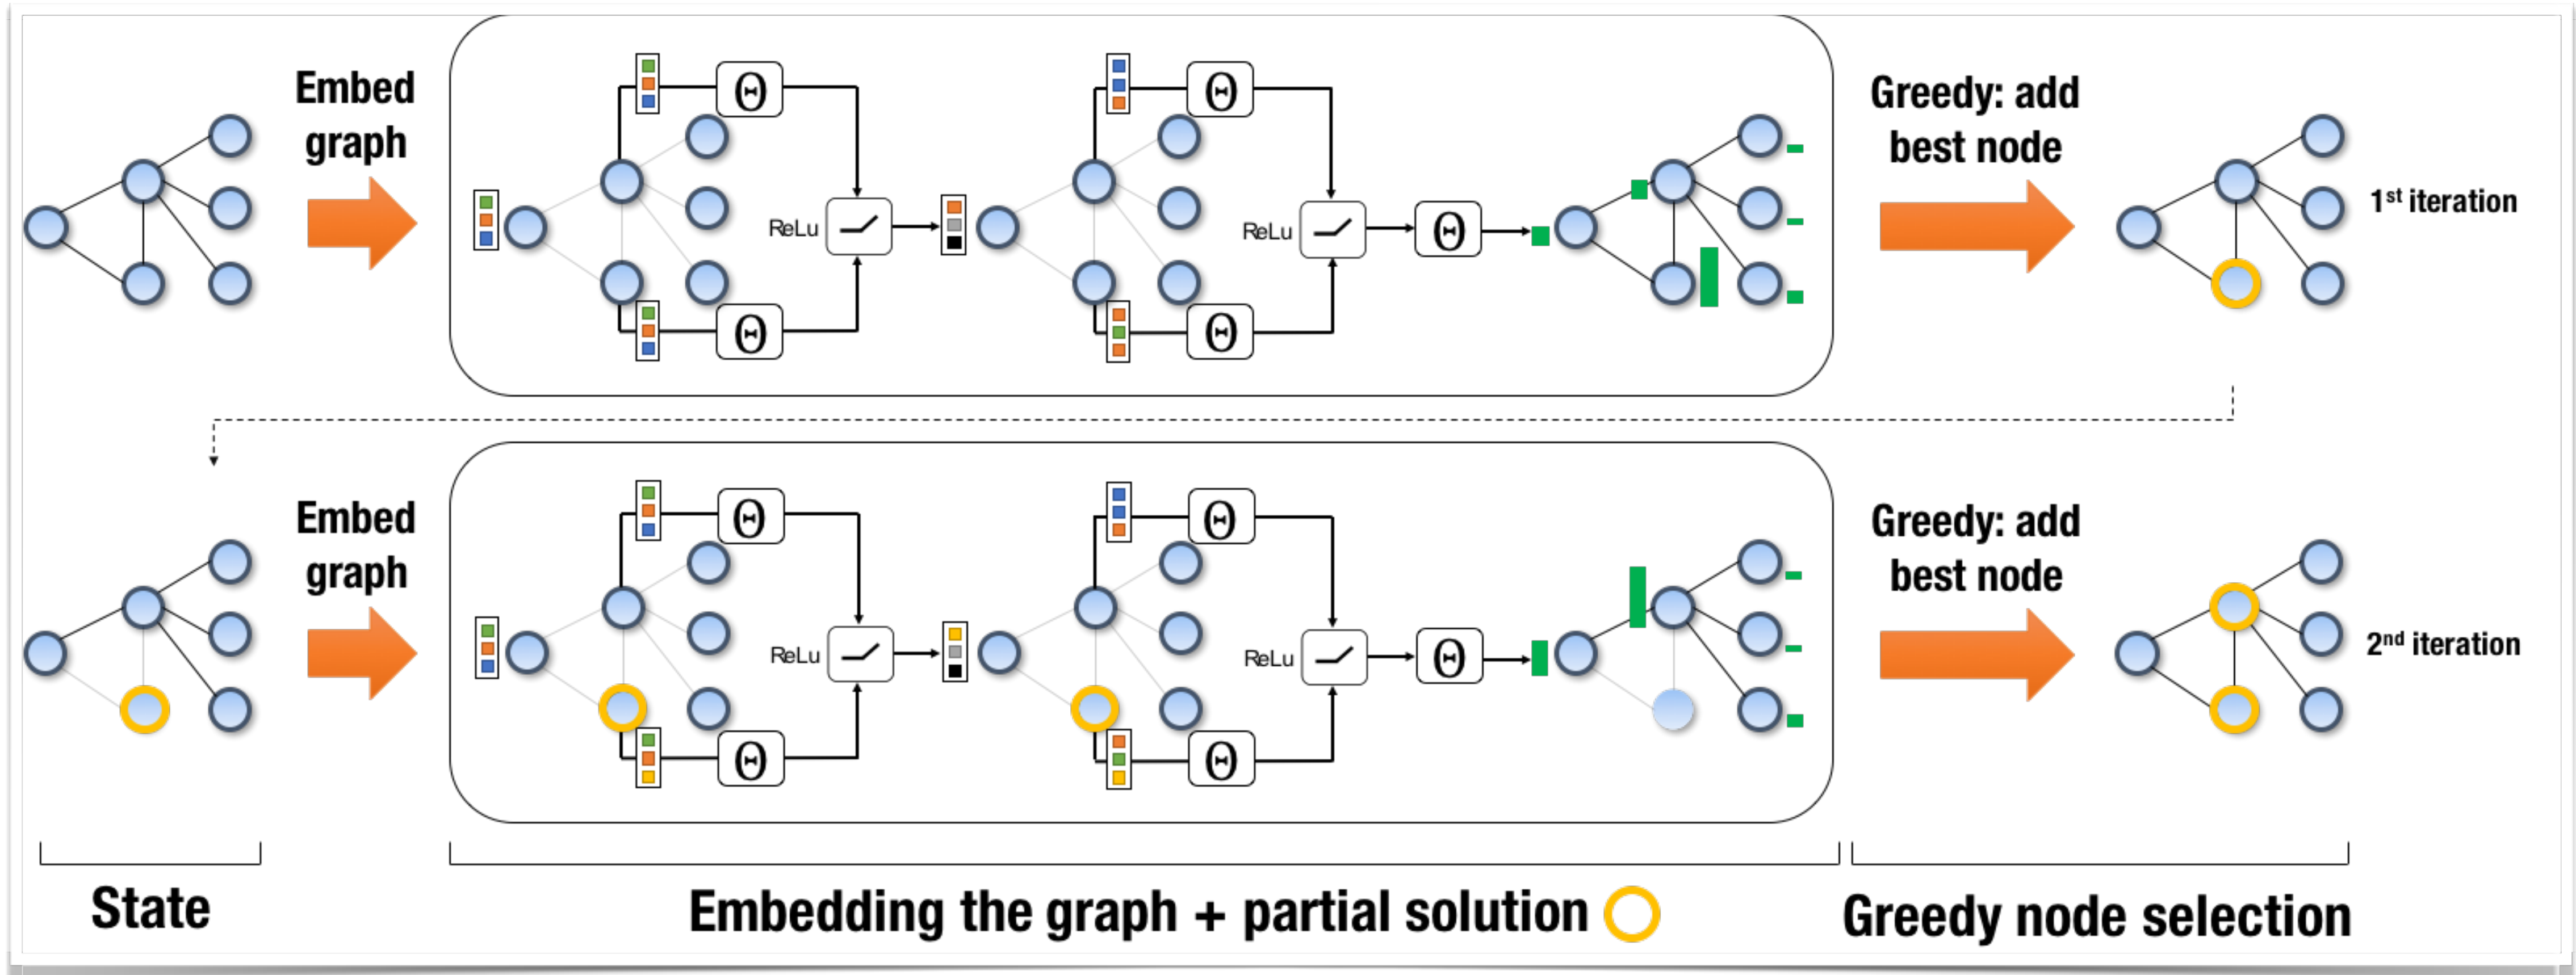 Embed
graph
Θ
Θ
ReLu
Θ
Θ
ReLu
Θ
Greedy: add
best node
1st iteration
Embed
graph
Θ
Θ
ReLu
Θ
Θ
ReLu
Θ
Greedy: add
best node
2nd iteration
State
Embedding the graph + partial solution
Greedy node selection